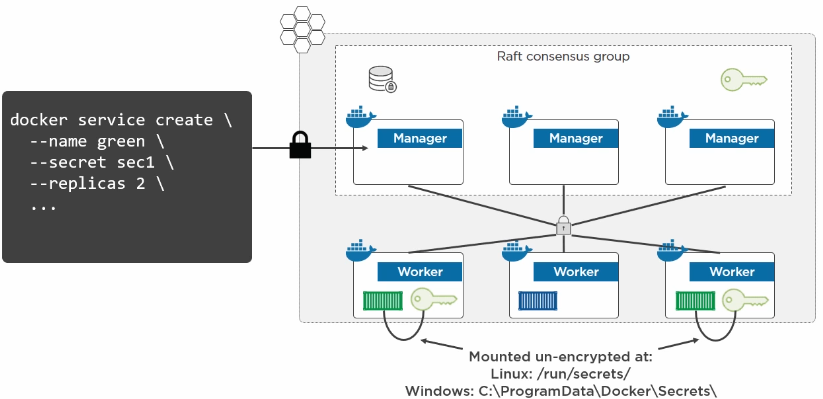 Raft consensus group
docker service create \
--name green \
--secret sec1 \
--replicas 2 \
...
Manager
Manager
Manager
Worker
Worker
Worker
Mounted un-encrypted at:
Linux: /run/secrets/
Windows: C:\ProgramData\Docker\Secrets\